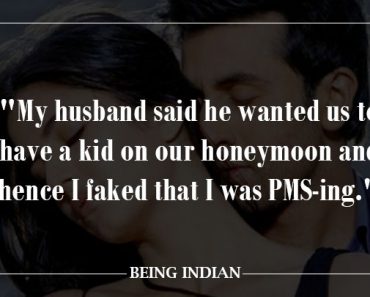 "My husband said he wanted us to
have a kid on our honeymoon and
hence I faked that I was PMS-ing."
BEING INDIAN